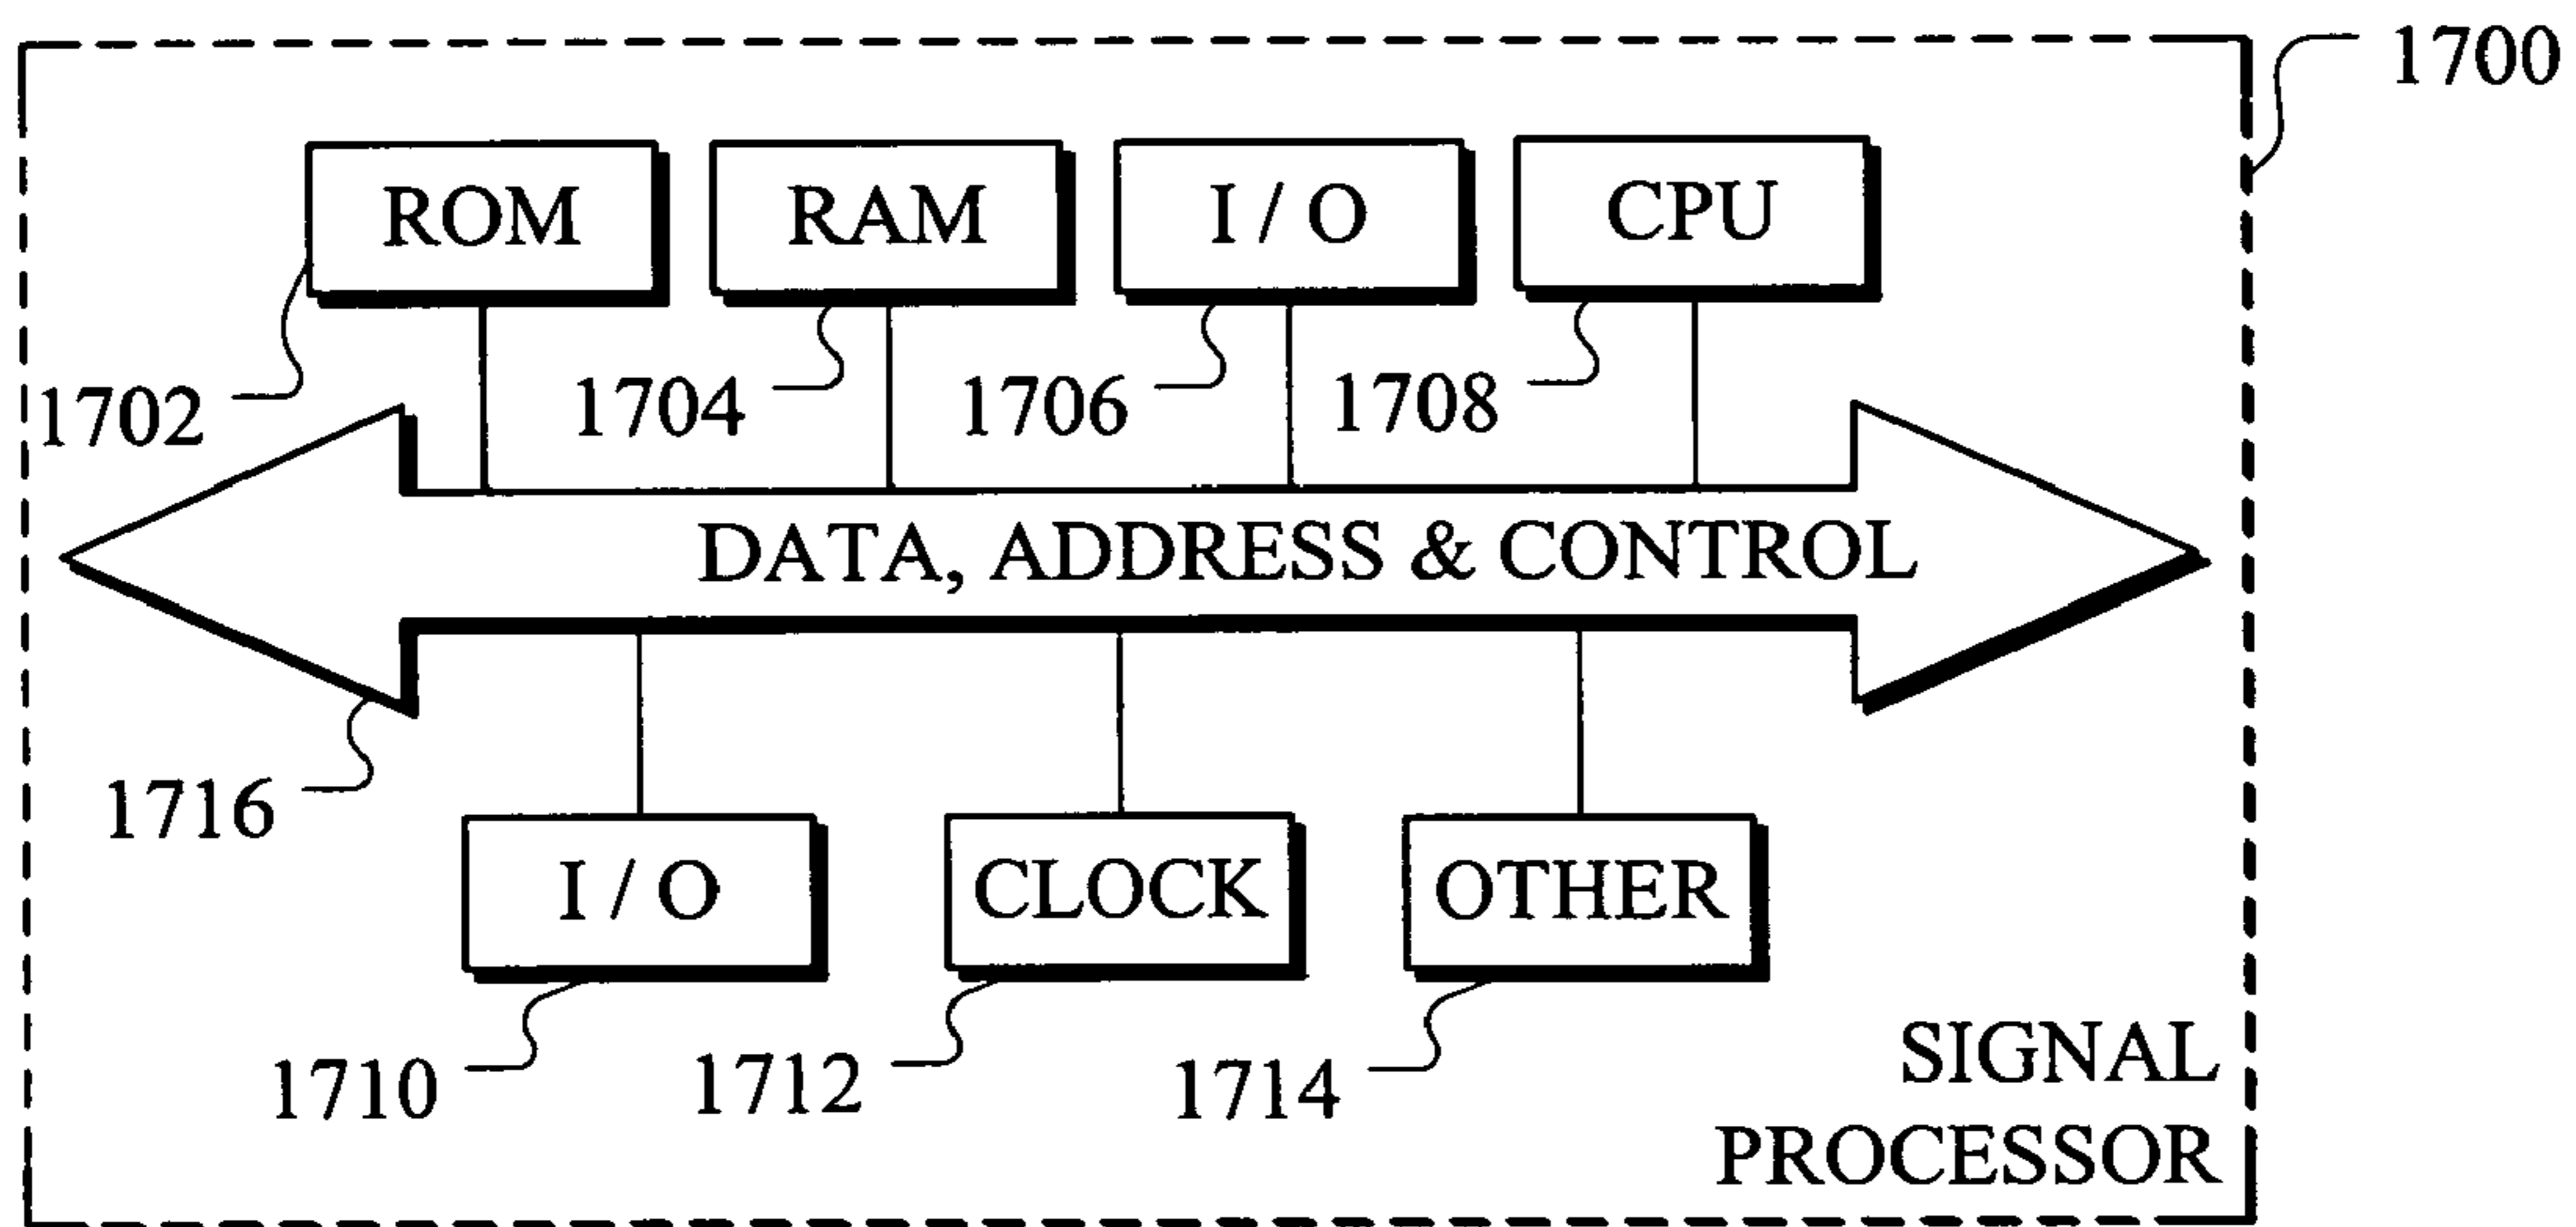 1700
ROM
RAM
I / O
CPU
1702
1704
1706
1708
DATA, ADDRESS & CONTROL
1716
I / O
CLOCK
OTHER
1710
1712
1714
SIGNAL
PROCESSOR